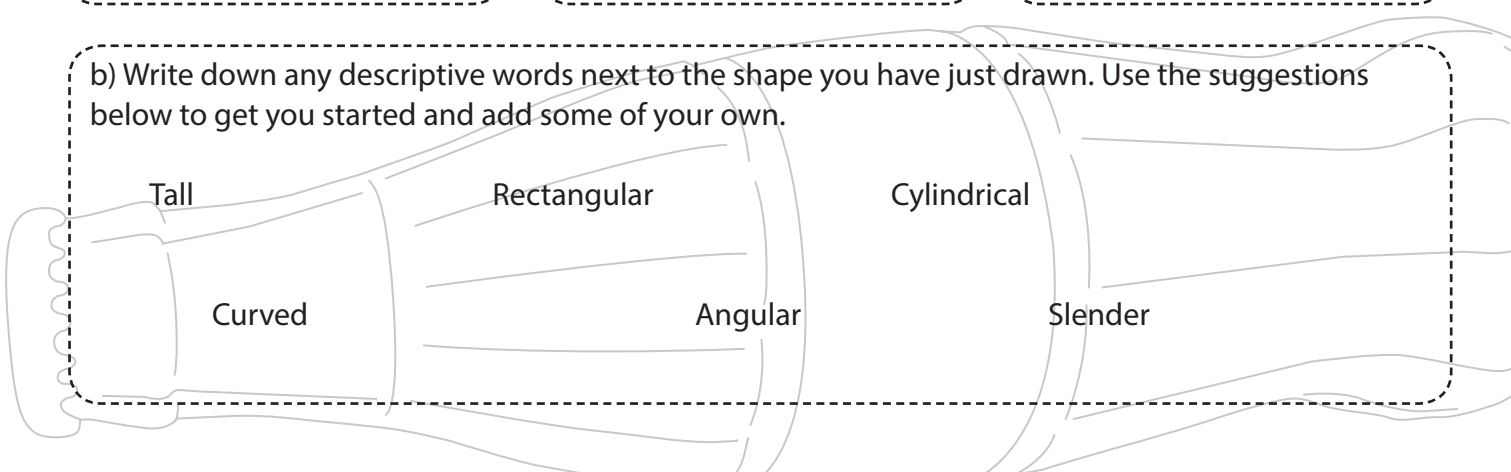 b) Write down any descriptive words next to the shape you have just drawn. Use the suggestions
below to get you started and add some of your own.
Tall Rectangular Cylindrical
Curved Angular Slender